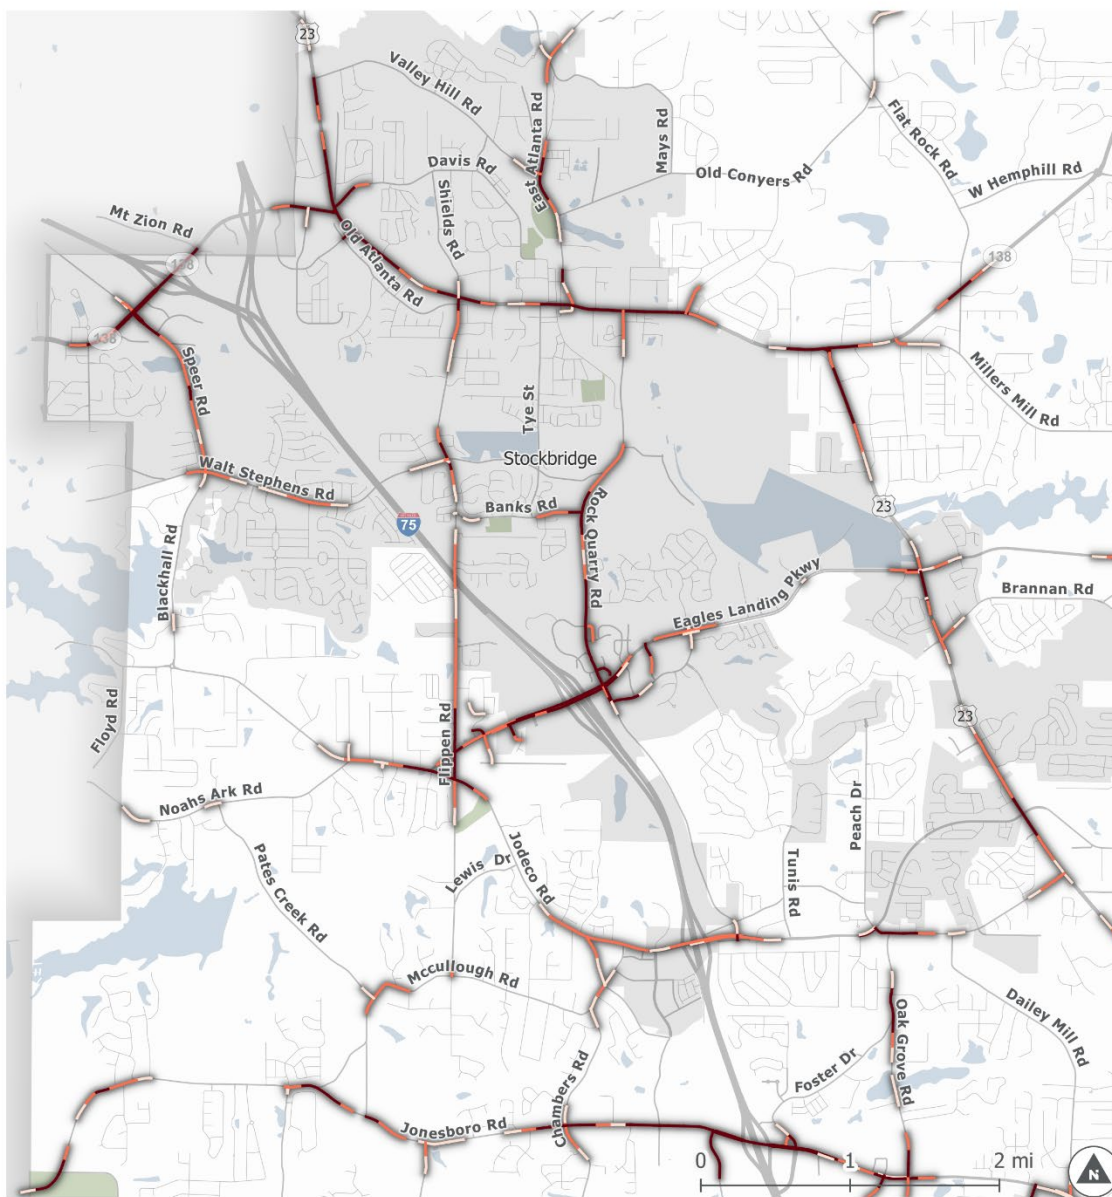 23
Valley Hill Rd
East Atlanta Rd
Mays Rd
Flat Rock Rd
Davis Rd
Shields Rd
Old Conyers Rd
W Hemphill Rd
Mt Zion Rd
Old Atlanta Rd
138
138
138
Speer Rd
Millers Mill Rd
Tye St
Stockbridge
Walt Stephens Rd
Banks Rd
Rock Quarry Rd
23
75
Blackhall Rd
Eagles Landing Pkwy
Brannan Rd
Floyd Rd
Flippen Rd
23
Noahs Ark Rd
Peach Dr
Pates Creek Rd
Lewis Dr
Jodeco Rd
Tunis Rd
Mccullough Rd
Oak Grove Rd
Dailey Mill Rd
Foster Dr
Chambers Rd
Jonesboro Rd
0 1 2 mi
N